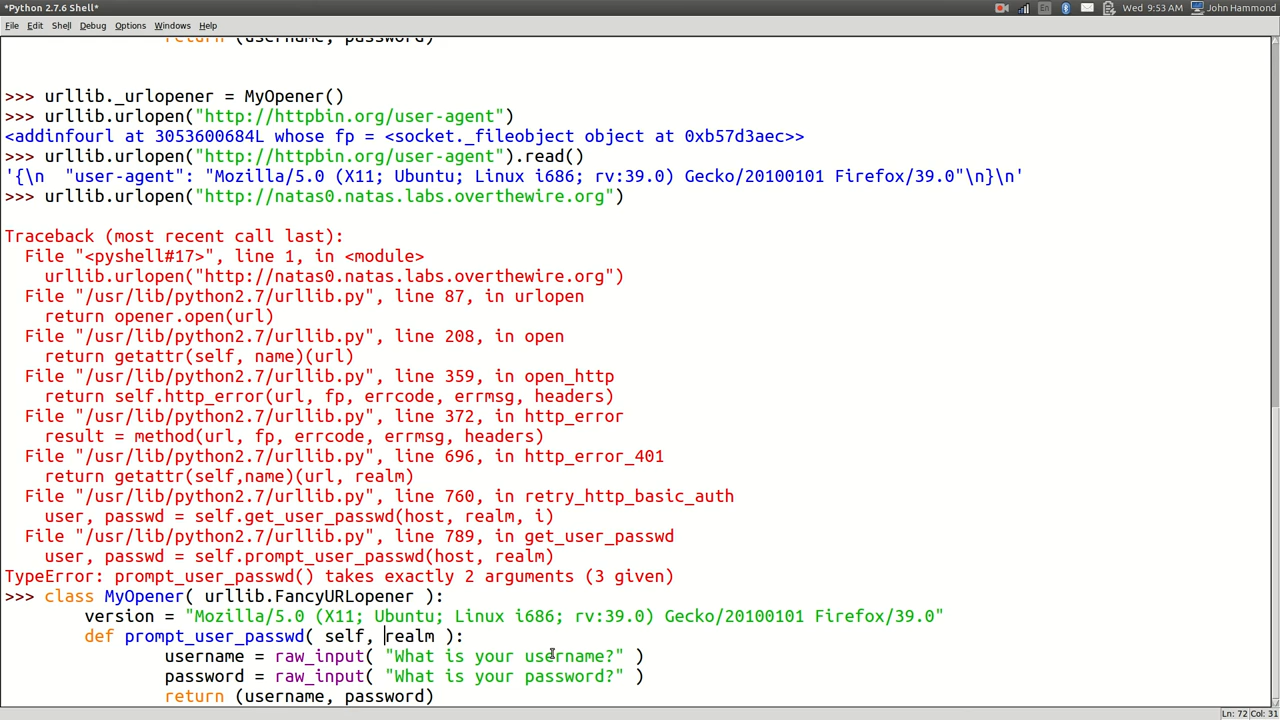 *Python 2.7.6 Shell*
En
Wed 9:53 AM
John Hammond
File Edit Shell Debug Options Windows Help
return (username, password)
>>> urllib._urlopener = MyOpener()
>>> urllib.urlopen("http://httpbin.org/user-agent")
<addinfourl at 3053600684L whose fp = <socket._fileobject object at 0xb57d3aec>>
>>> urllib.urlopen("http://httpbin.org/user-agent").read()
'{\n  "user-agent": "Mozilla/5.0 (X11; Ubuntu; Linux i686; rv:39.0) Gecko/20100101 Firefox/39.0"\n}\n'
>>> urllib.urlopen("http://natas0.natas.labs.overthewire.org")
Traceback (most recent call last):
  File "<pyshell#17>", line 1, in <module>
    urllib.urlopen("http://natas0.natas.labs.overthewire.org")
  File "/usr/lib/python2.7/urllib.py", line 87, in urlopen
    return opener.open(url)
  File "/usr/lib/python2.7/urllib.py", line 208, in open
    return getattr(self, name)(url)
  File "/usr/lib/python2.7/urllib.py", line 359, in open_http
    return self.http_error(url, fp, errcode, errmsg, headers)
  File "/usr/lib/python2.7/urllib.py", line 372, in http_error
    result = method(url, fp, errcode, errmsg, headers)
  File "/usr/lib/python2.7/urllib.py", line 696, in http_error_401
    return getattr(self,name)(url, realm)
  File "/usr/lib/python2.7/urllib.py", line 760, in retry_http_basic_auth
    user, passwd = self.get_user_passwd(host, realm, i)
  File "/usr/lib/python2.7/urllib.py", line 789, in get_user_passwd
    user, passwd = self.prompt_user_passwd(host, realm)
TypeError: prompt_user_passwd() takes exactly 2 arguments (3 given)
>>> class MyOpener( urllib.FancyURLopener ):
        version = "Mozilla/5.0 (X11; Ubuntu; Linux i686; rv:39.0) Gecko/20100101 Firefox/39.0"
        def prompt_user_passwd( self, realm ):
                username = raw_input( "What is your username?" )
                password = raw_input( "What is your password?" )
                return (username, password)
Ln: 72 Col: 31